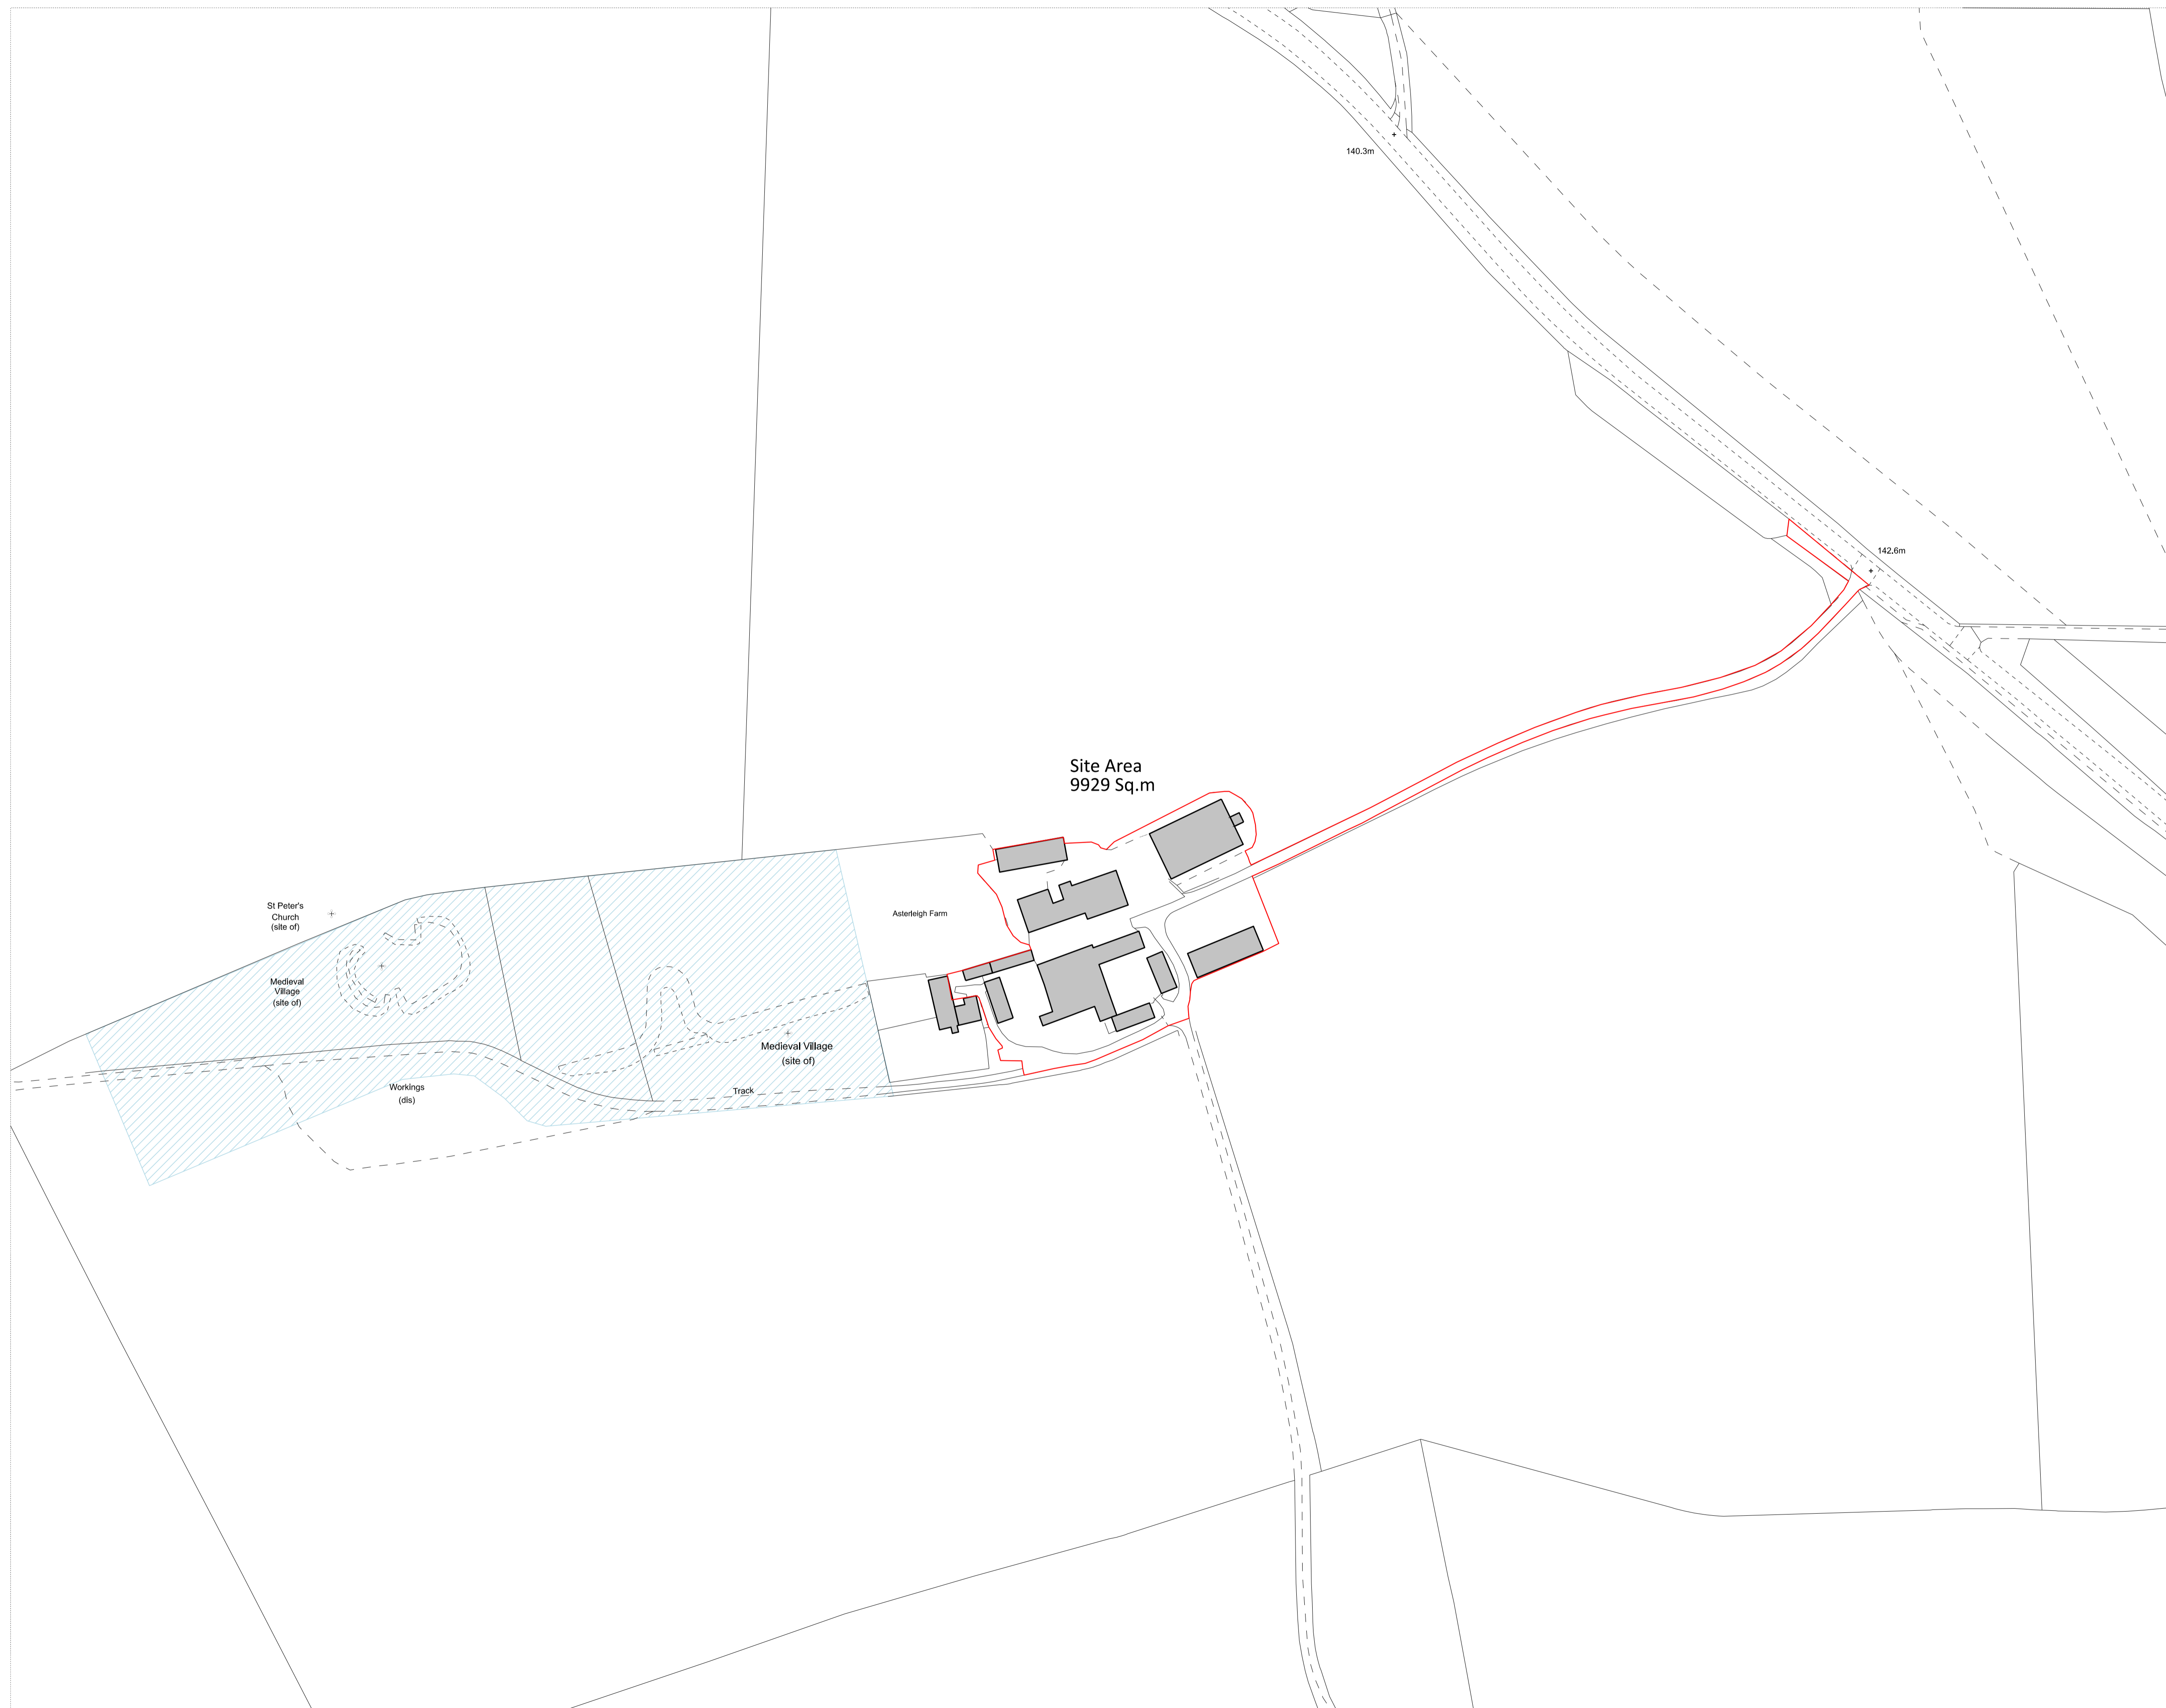 140.3m
142.6m
Site Area
9929 Sq.m
St Peter's
Church
(site of)
Asterleigh Farm
Medieval
Village
(site of)
Medieval Village
(site of)
Workings
(dis)
Track